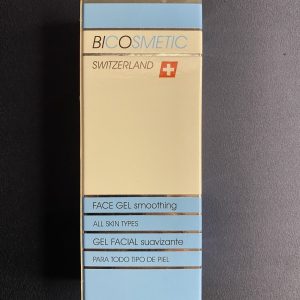 BICOSMETIC
SWITZERLAND
FACE GEL smoothing
ALL SKIN TYPES
GEL FACIAL suavizante
PARA TODO TIPO DE PIEL